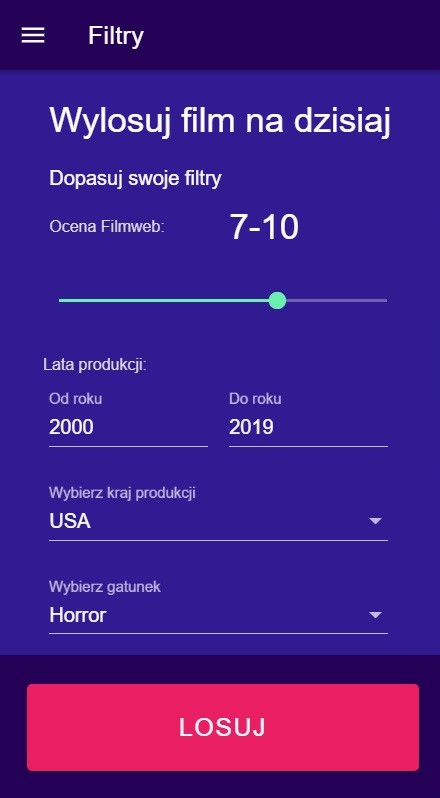 Filtry
Wylosuj film na dzisiaj
Dopasuj swoje filtry
Ocena Filmweb: 7-10
Lata produkcji:
Od roku Do roku
2000 2019
Wybierz kraj produkcji
USA
Wybierz gatunek
Horror
LOSUJ